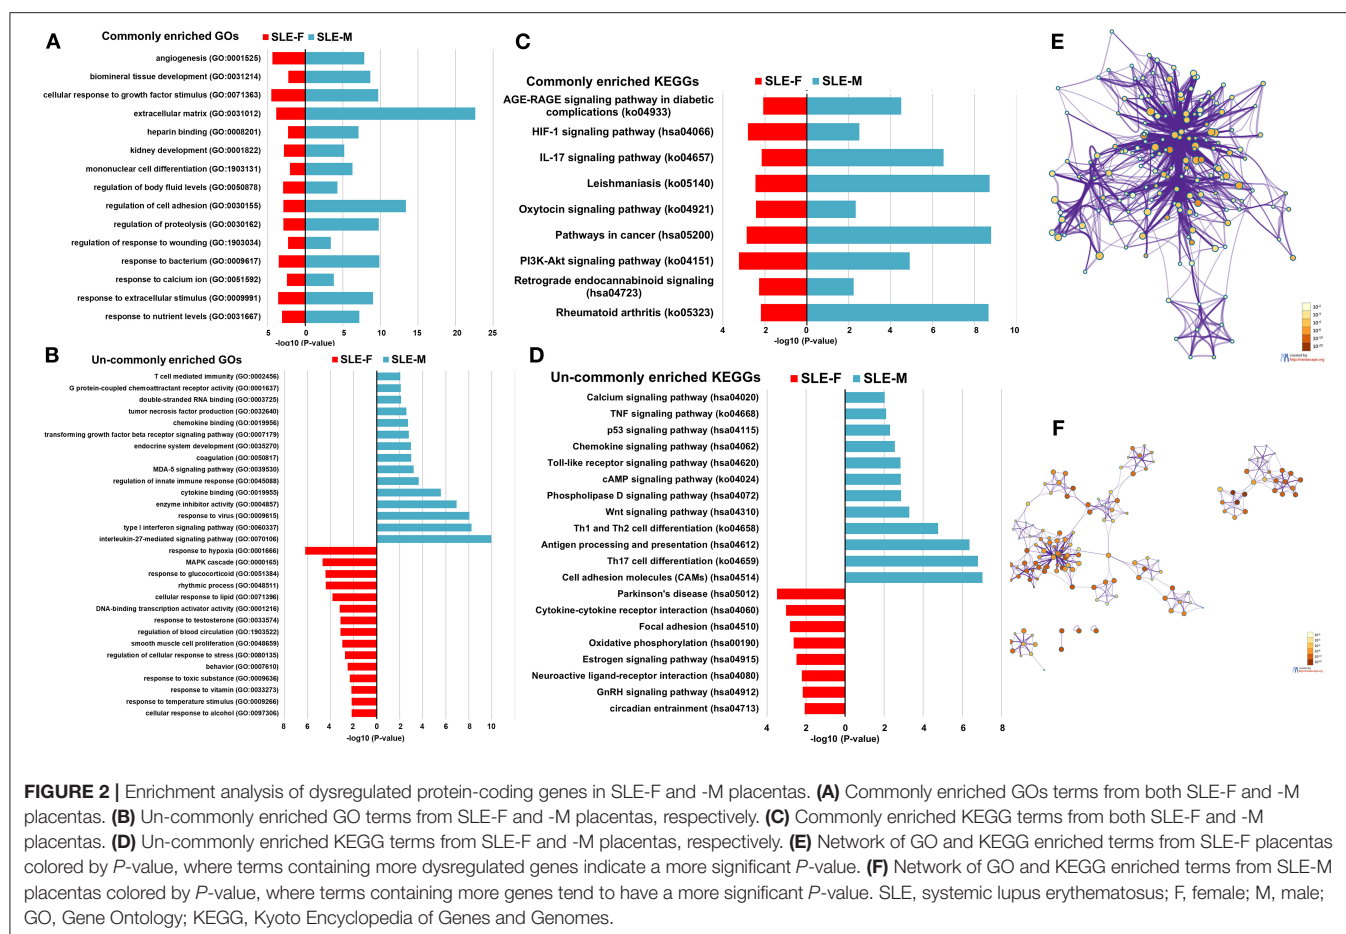 A
Commonly enriched GOs
SLE-F SLE-M
angiogenesis (GO:0001525)
biomineral tissue development (GO:0031214)
cellular response to growth factor stimulus (GO:0071363)
extracellular matrix (GO:0031012)
heparin binding (GO:0008201)
kidney development (GO:0001822)
mononuclear cell differentiation (GO:1903131)
regulation of body fluid levels (GO:0050878)
regulation of cell adhesion (GO:0030155)
regulation of proteolysis (GO:0030162)
regulation of response to wounding (GO:1903034)
response to bacterium (GO:0009617)
response to calcium ion (GO:0051592)
response to extracellular stimulus (GO:0009991)
response to nutrient levels (GO:0031667)
5 0 5 10 15 20 25
-log10 (P-value)
B
Un-commonly enriched GOs
SLE-F SLE-M
T cell mediated immunity (GO:0002456)
G protein-coupled chemoattractant receptor activity (GO:0001637)
double-stranded RNA binding (GO:0003725)
tumor necrosis factor production (GO:0032640)
chemokine binding (GO:0019956)
transforming growth factor beta receptor signaling pathway (GO:0007179)
endocrine system development (GO:0035270)
coagulation (GO:0050817)
MDA-5 signaling pathway (GO:0039530)
regulation of innate immune response (GO:0045088)
cytokine binding (GO:0019955)
enzyme inhibitor activity (GO:0004857)
response to virus (GO:0009615)
type I interferon signaling pathway (GO:0060337)
interleukin-27-mediated signaling pathway (GO:0070106)
response to hypoxia (GO:0001666)
MAPK cascade (GO:0000165)
response to glucocorticoid (GO:0051384)
rhythmic process (GO:0048511)
cellular response to lipid (GO:0071396)
DNA-binding transcription activator activity (GO:0001216)
response to testosterone (GO:0033574)
regulation of blood circulation (GO:1903522)
smooth muscle cell proliferation (GO:0048659)
regulation of cellular response to stress (GO:0080135)
behavior (GO:0007610)
response to toxic substance (GO:0009636)
response to vitamin (GO:0033273)
response to temperature stimulus (GO:0009266)
cellular response to alcohol (GO:0097306)
8 6 4 2 0 2 4 6 8 10
-log10 (P-value)
C
Commonly enriched KEGGs
SLE-F SLE-M
AGE-RAGE signaling pathway in diabetic
complications (ko04933)
HIF-1 signaling pathway (hsa04066)
IL-17 signaling pathway (ko04657)
Leishmaniasis (ko05140)
Oxytocin signaling pathway (ko04921)
Pathways in cancer (hsa05200)
PI3K-Akt signaling pathway (ko04151)
Retrograde endocannabinoid signaling
(hsa04723)
Rheumatoid arthritis (ko05323)
4 2 0 2 4 6 8 10
-log10 (P-value)
D
Un-commonly enriched KEGGs
SLE-F SLE-M
Calcium signaling pathway (hsa04020)
TNF signaling pathway (ko04668)
p53 signaling pathway (hsa04115)
Chemokine signaling pathway (hsa04062)
Toll-like receptor signaling pathway (hsa04620)
cAMP signaling pathway (ko04024)
Phospholipase D signaling pathway (hsa04072)
Wnt signaling pathway (hsa04310)
Th1 and Th2 cell differentiation (ko04658)
Antigen processing and presentation (hsa04612)
Th17 cell differentiation (ko04659)
Cell adhesion molecules (CAMs) (hsa04514)
Parkinson's disease (hsa05012)
Cytokine-cytokine receptor interaction (hsa04060)
Focal adhesion (hsa04510)
Oxidative phosphorylation (hsa00190)
Estrogen signaling pathway (hsa04915)
Neuroactive ligand-receptor interaction (hsa04080)
GnRH signaling pathway (hsa04912)
circadian entrainment (hsa04713)
4 2 0 2 4 6 8
-log10 (P-value)
E
created by
http://metascape.org
F
FIGURE 2 | Enrichment analysis of dysregulated protein-coding genes in SLE-F and -M placentas. (A) Commonly enriched GOs terms from both SLE-F and -M
placentas. (B) Un-commonly enriched GO terms from SLE-F and -M placentas, respectively. (C) Commonly enriched KEGG terms from both SLE-F and -M
placentas. (D) Un-commonly enriched KEGG terms from SLE-F and -M placentas, respectively. (E) Network of GO and KEGG enriched terms from SLE-F placentas
colored by P-value, where terms containing more dysregulated genes indicate a more significant P-value. (F) Network of GO and KEGG enriched terms from SLE-M
placentas colored by P-value, where terms containing more genes tend to have a more significant P-value. SLE, systemic lupus erythematosus; F, female; M, male;
GO, Gene Ontology; KEGG, Kyoto Encyclopedia of Genes and Genomes.